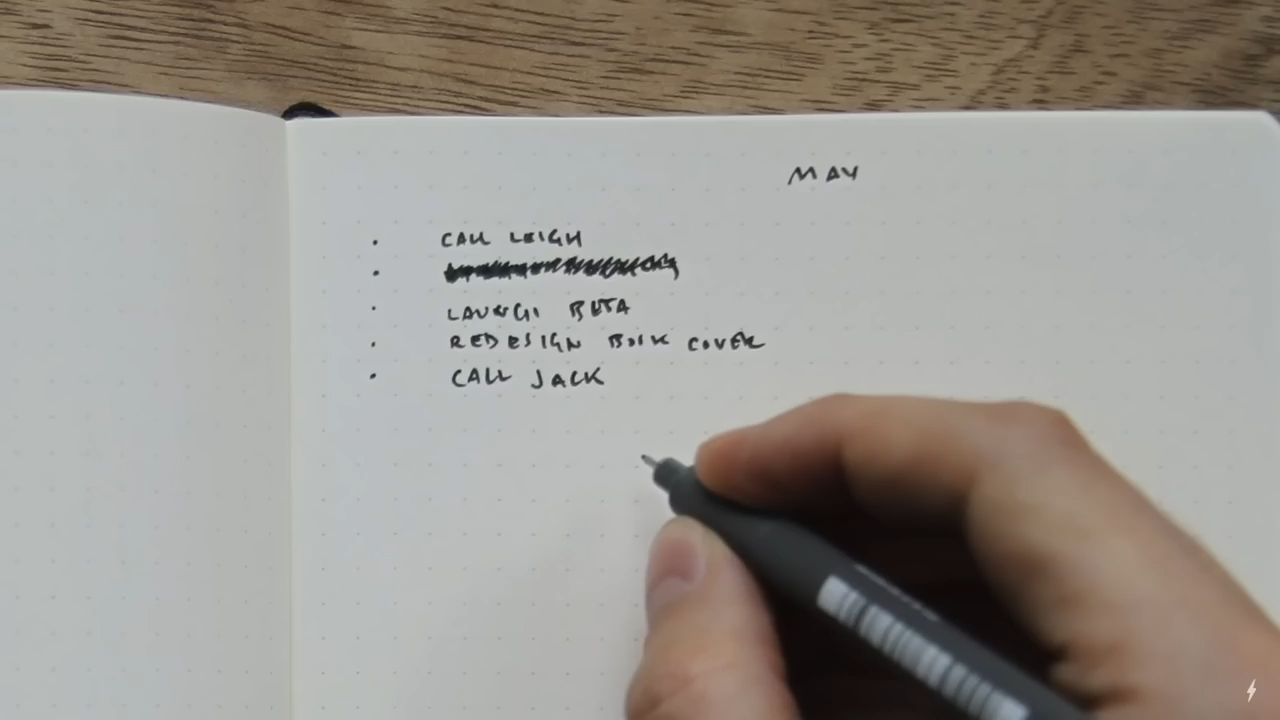 MAY
• CALL LEIGH
•
• LAUNCH BETA
• REDESIGN BOOK COVER
• CALL JACK